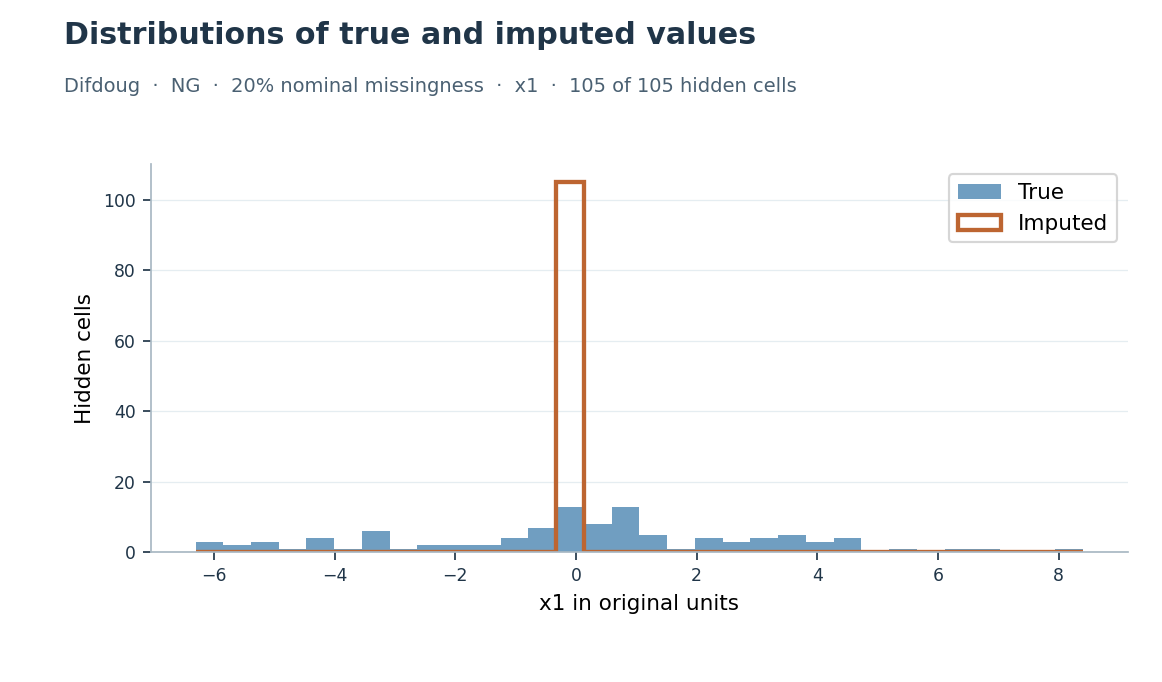 Distributions of true and imputed values
Difdoug · NG · 20% nominal missingness · x1 · 105 of 105 hidden cells
True
Imputed
Hidden cells
100
80
60
40
20
0
−6 −4 −2 0 2 4 6 8
x1 in original units